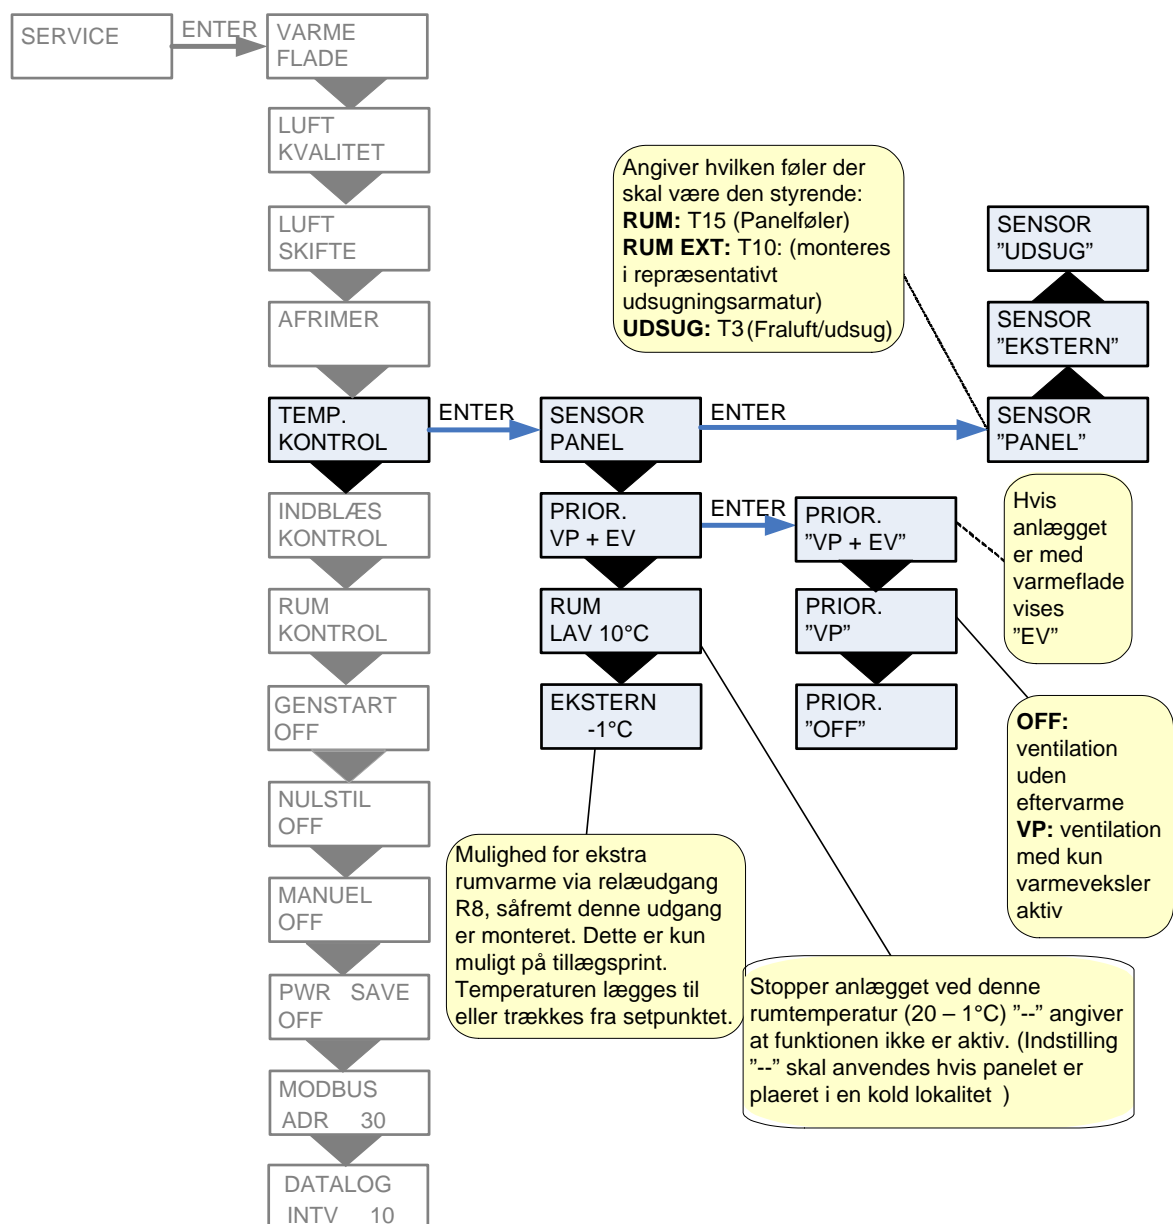 SERVICE
ENTER
VARME
FLADE
LUFT
KVALITET
LUFT
SKIFTE
AFRIMER
Angiver hvilken føler der
skal være den styrende:
RUM: T15 (Panelføler)
RUM EXT: T10: (monteres
i repræsentativt
udsugningsarmatur)
UDSUG: T3 (Fraluft/udsug)
SENSOR
"UDSUG"
SENSOR
"EKSTERN"
TEMP.
KONTROL
ENTER
SENSOR
PANEL
ENTER
SENSOR
"PANEL"
INDBLÆS
KONTROL
PRIOR.
VP + EV
ENTER
PRIOR.
"VP + EV"
Hvis
anlægget
er med
varmeflade
vises
"EV"
RUM
KONTROL
RUM
LAV 10°C
PRIOR.
"VP"
GENSTART
OFF
EKSTERN
-1°C
PRIOR.
"OFF"
OFF:
ventilation
uden
eftervarme
VP: ventilation
med kun
varmeveksler
aktiv
NULSTIL
OFF
MANUEL
OFF
Mulighed for ekstra
rumvarme via relæudgang
R8, såfremt denne udgang
er monteret. Dette er kun
muligt på tillægsprint.
Temperaturen lægges til
eller trækkes fra setpunktet.
Stopper anlægget ved denne
rumtemperatur (20 – 1°C) "--" angiver
at funktionen ikke er aktiv. (Indstilling
"--" skal anvendes hvis panelet er
plaeret i en kold lokalitet )
PWR SAVE
OFF
MODBUS
ADR 30
DATALOG
INTV 10